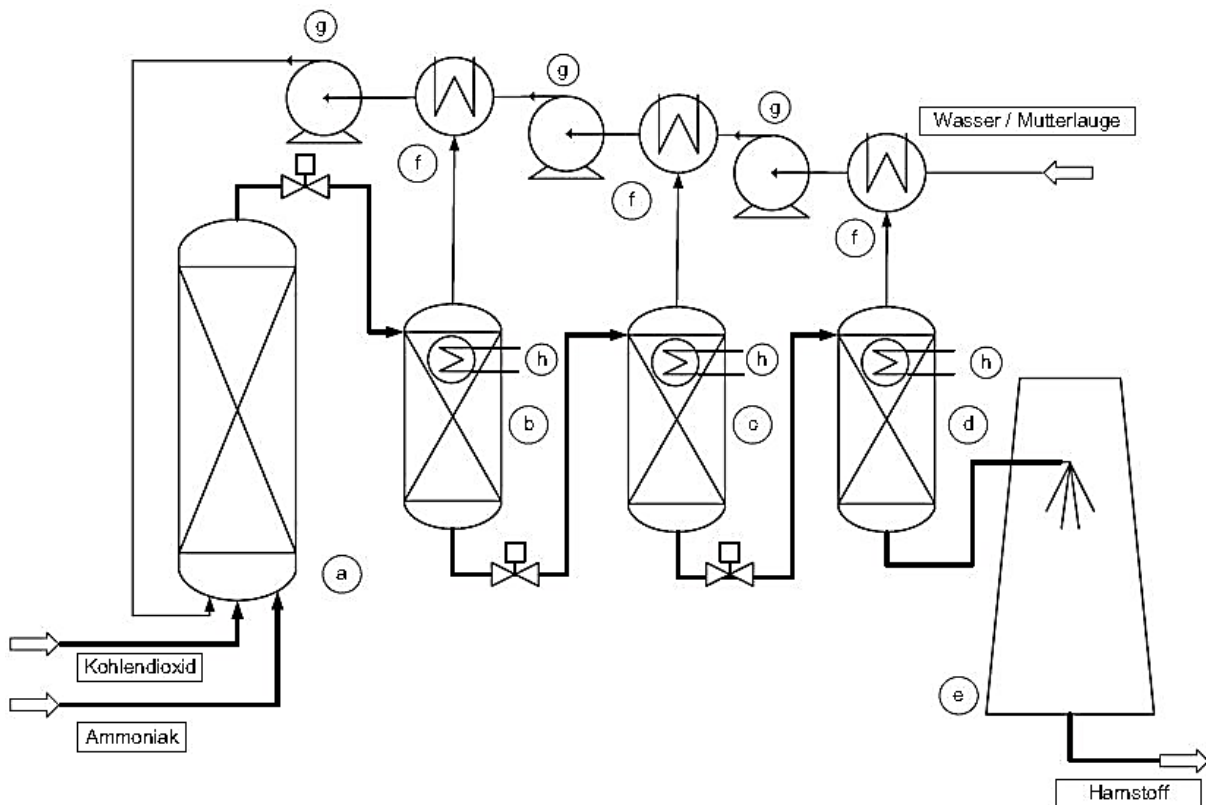 g
g
g
Wasser / Mutterlauge
f
f
f
h
h
h
b
c
d
a
Kohlendioxid
e
Ammoniak
Harnstoff